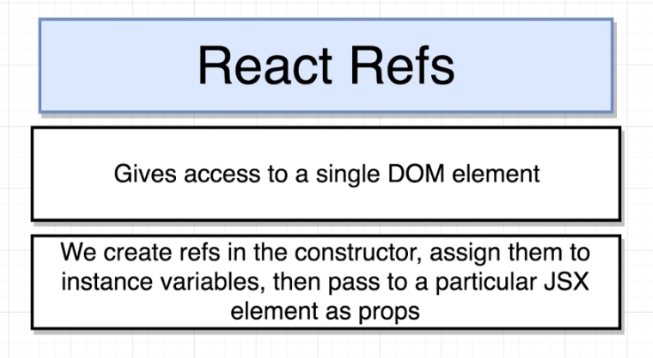 React Refs
Gives access to a single DOM element
We create refs in the constructor, assign them to
instance variables, then pass to a particular JSX
element as props